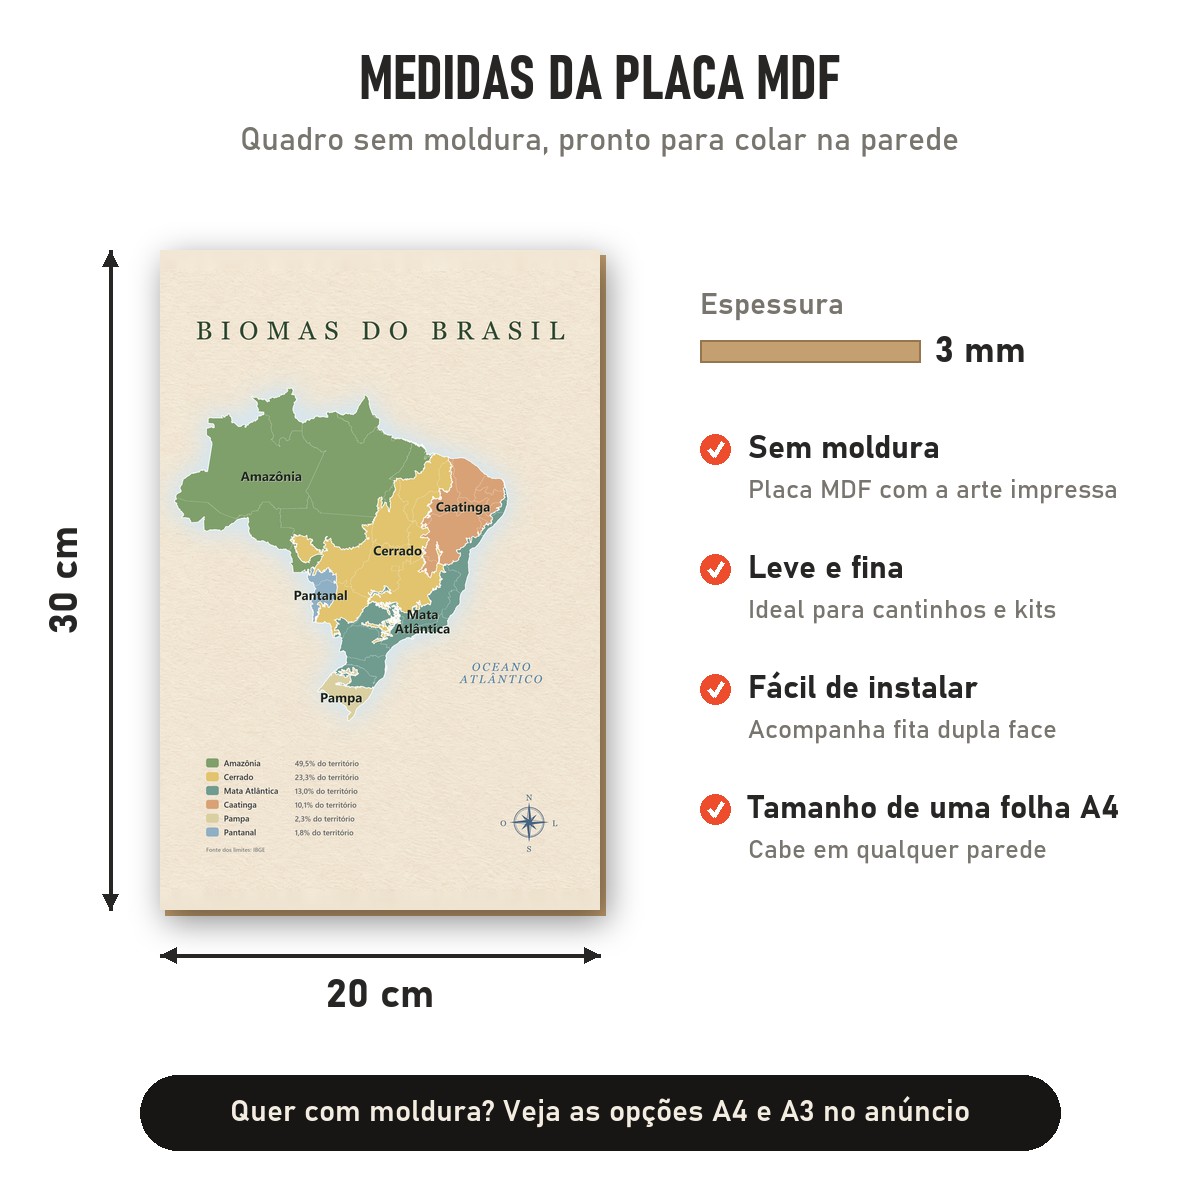 MEDIDAS DA PLACA MDF
Quadro sem moldura, pronto para colar na parede
30 cm
BIOMAS DO BRASIL
Amazônia
Caatinga
Cerrado
Pantanal
Mata
Atlântica
OCEANO
ATLÂNTICO
Pampa
Amazônia 49,5% do território
Cerrado 23,3% do território
Mata Atlântica 13,0% do território
Caatinga 10,1% do território
Pampa 2,3% do território
Pantanal 1,8% do território
Fonte dos limites: IBGE
N
O L
S
20 cm
Espessura
3 mm
Sem moldura
Placa MDF com a arte impressa
Leve e fina
Ideal para cantinhos e kits
Fácil de instalar
Acompanha fita dupla face
Tamanho de uma folha A4
Cabe em qualquer parede
Quer com moldura? Veja as opções A4 e A3 no anúncio